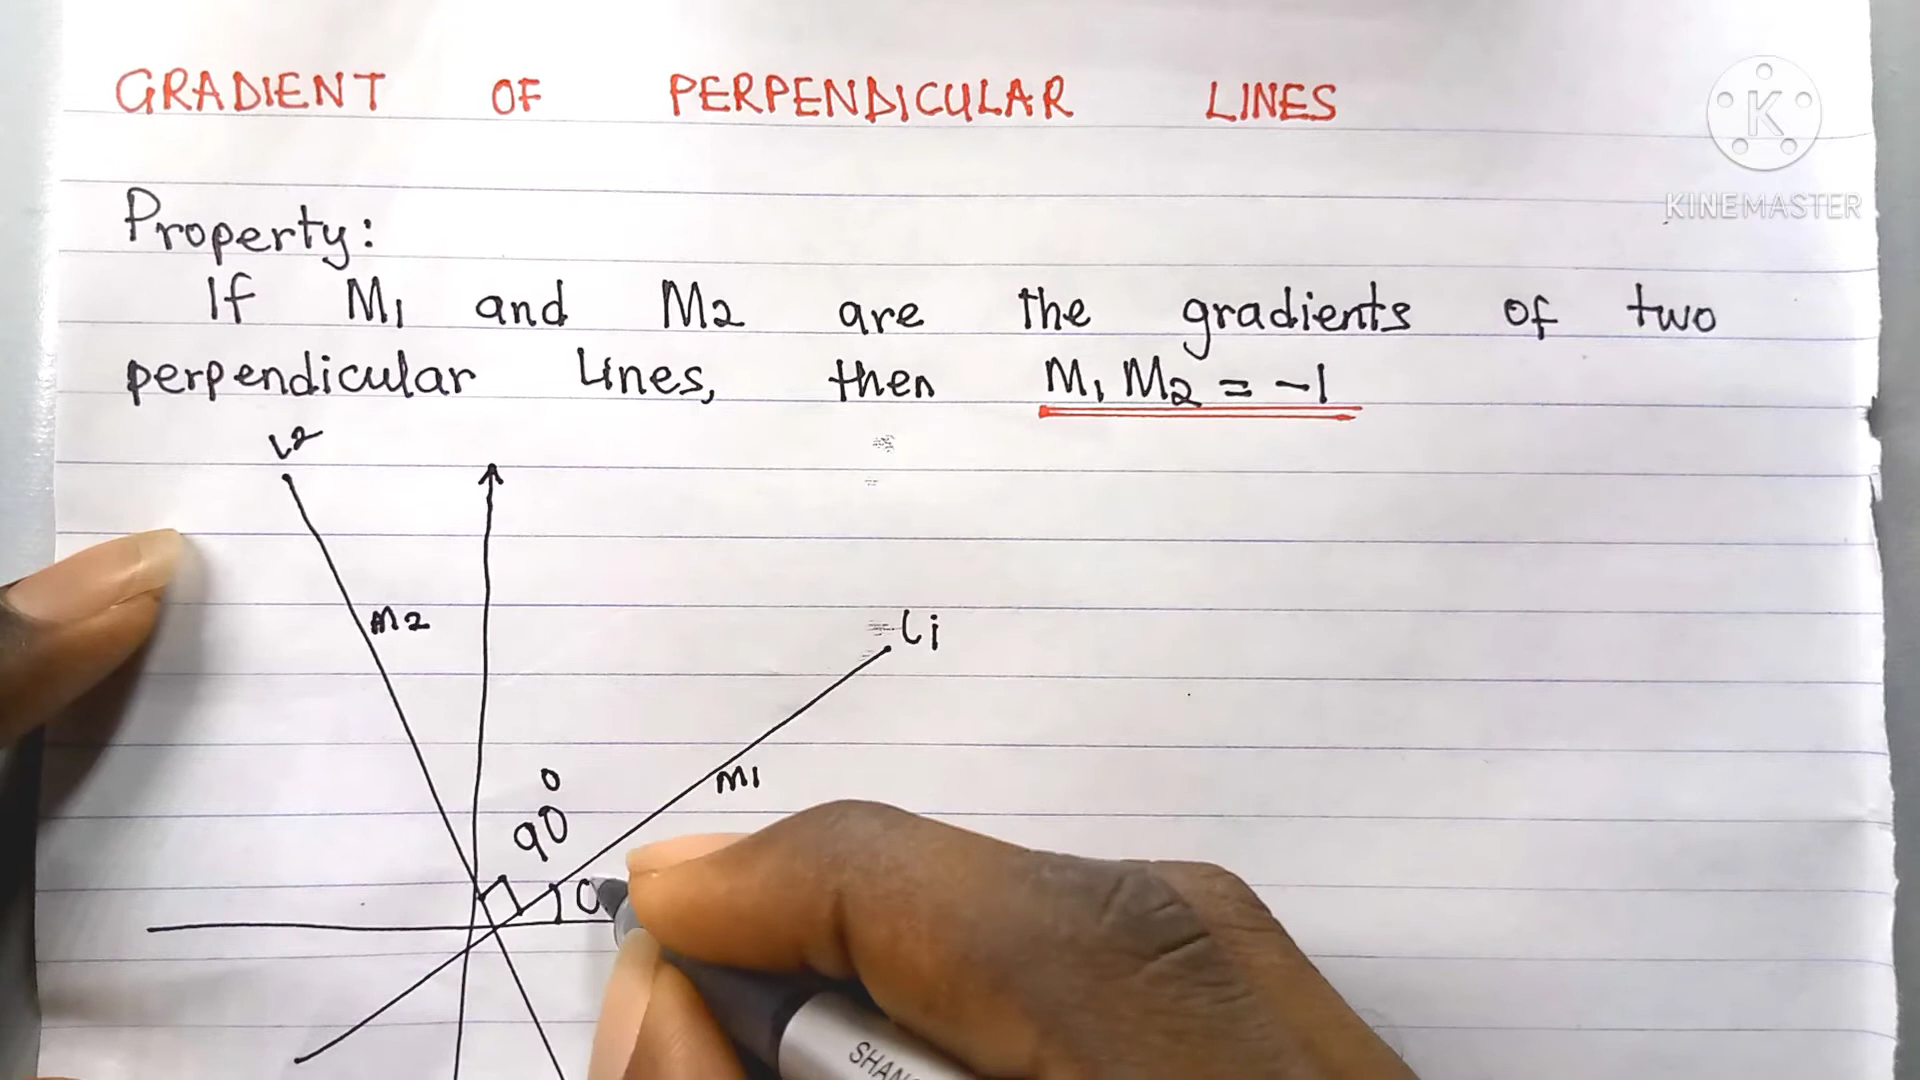 GRADIENT OF PERPENDICULAR LINES
K
KINEMASTER
Property:
If M1 and M2 are the gradients of two
perpendicular Lines, then M1 M2 = -1
L2
M2
Li
M1
90°